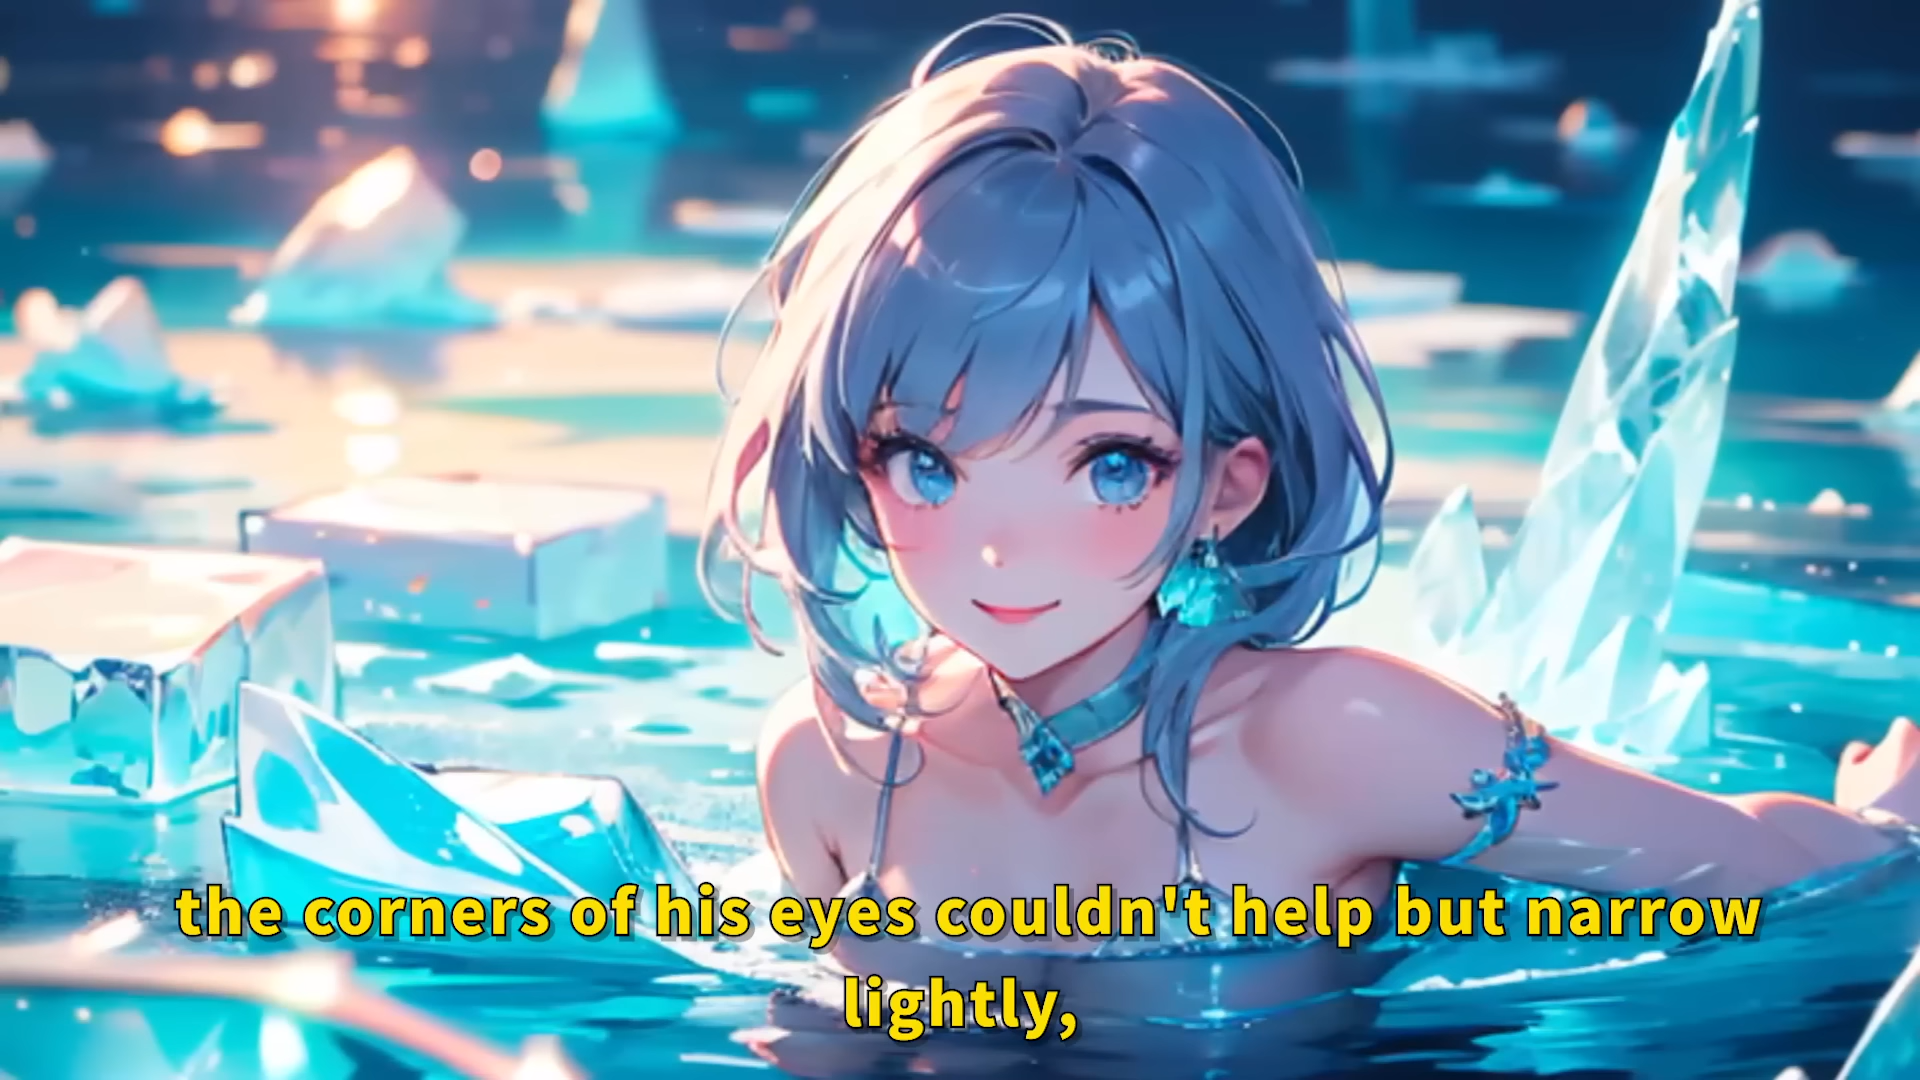 the corners of his eyes couldn't help but narrow
lightly,